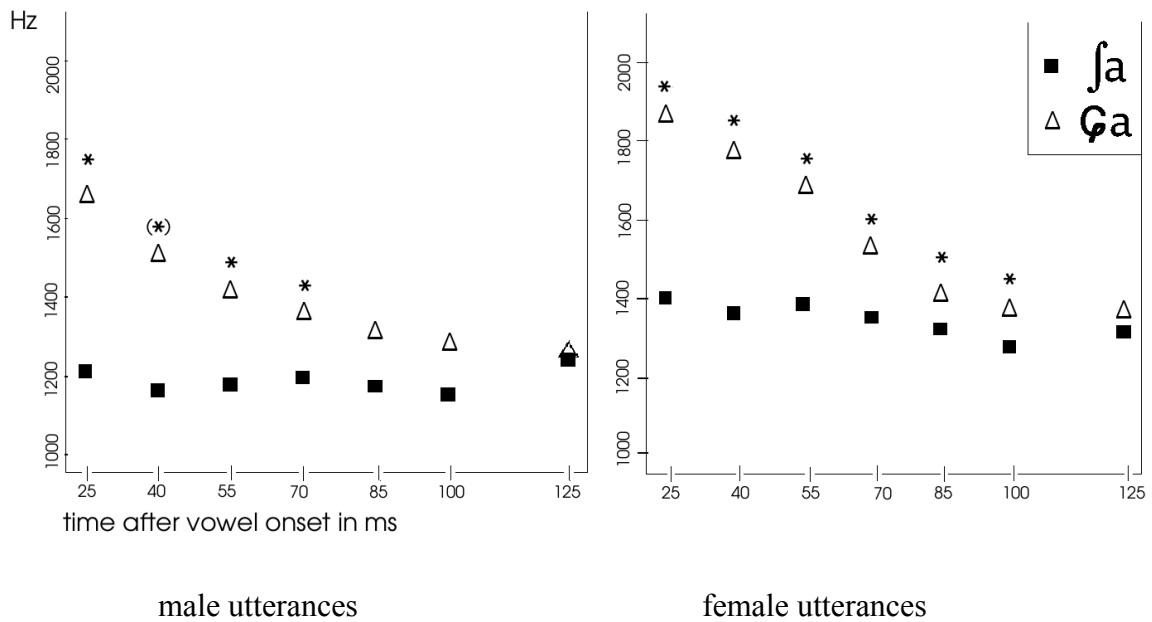 Hz
2000
1800
1600
1400
1200
1000
25 40 55 70 85 100 125
time after vowel onset in ms
male utterances
2000
1800
1600
1400
1200
1000
25 40 55 70 85 100 125
female utterances
ʃa
ɕa
* 
(*)
*
*
*
*
*
*
*
*